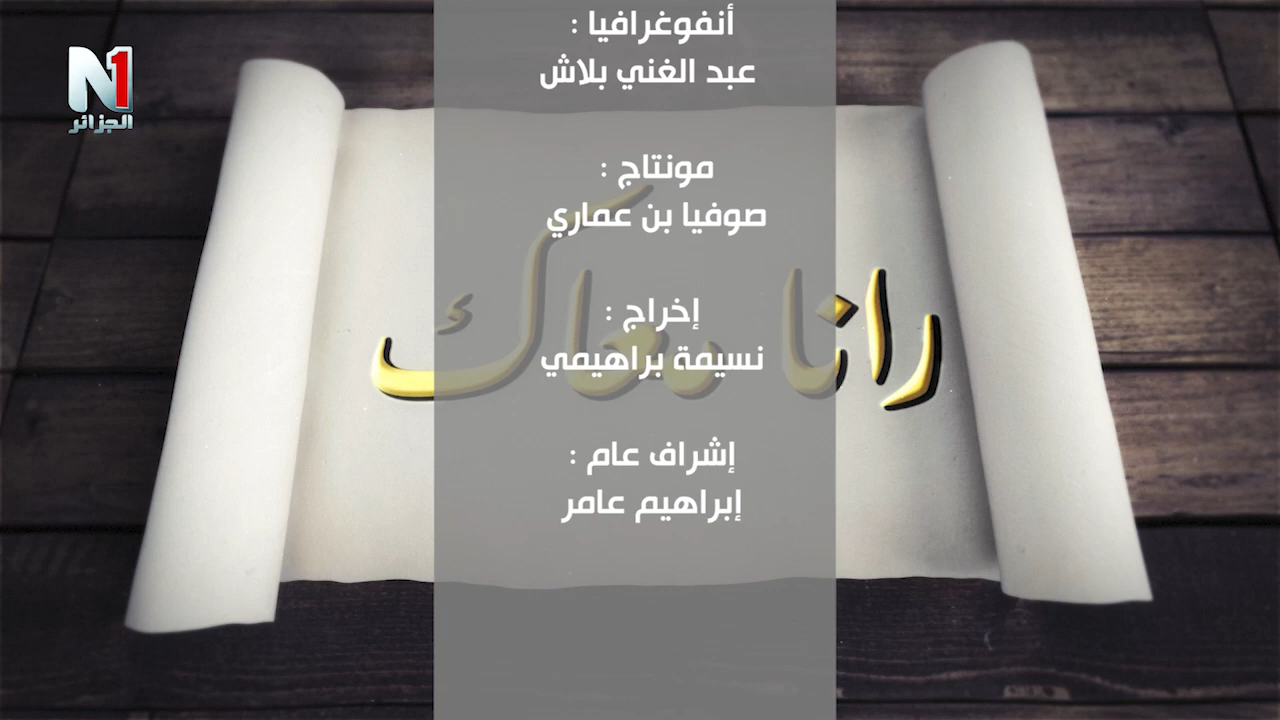 N1
الجزائر
أنفوغرافيا :
عبد الغني بلاش
مونتاج :
صوفيا بن عماري
إخراج :
نسيمة براهيمي
إشراف عام :
إبراهيم عامر
رانا معاك